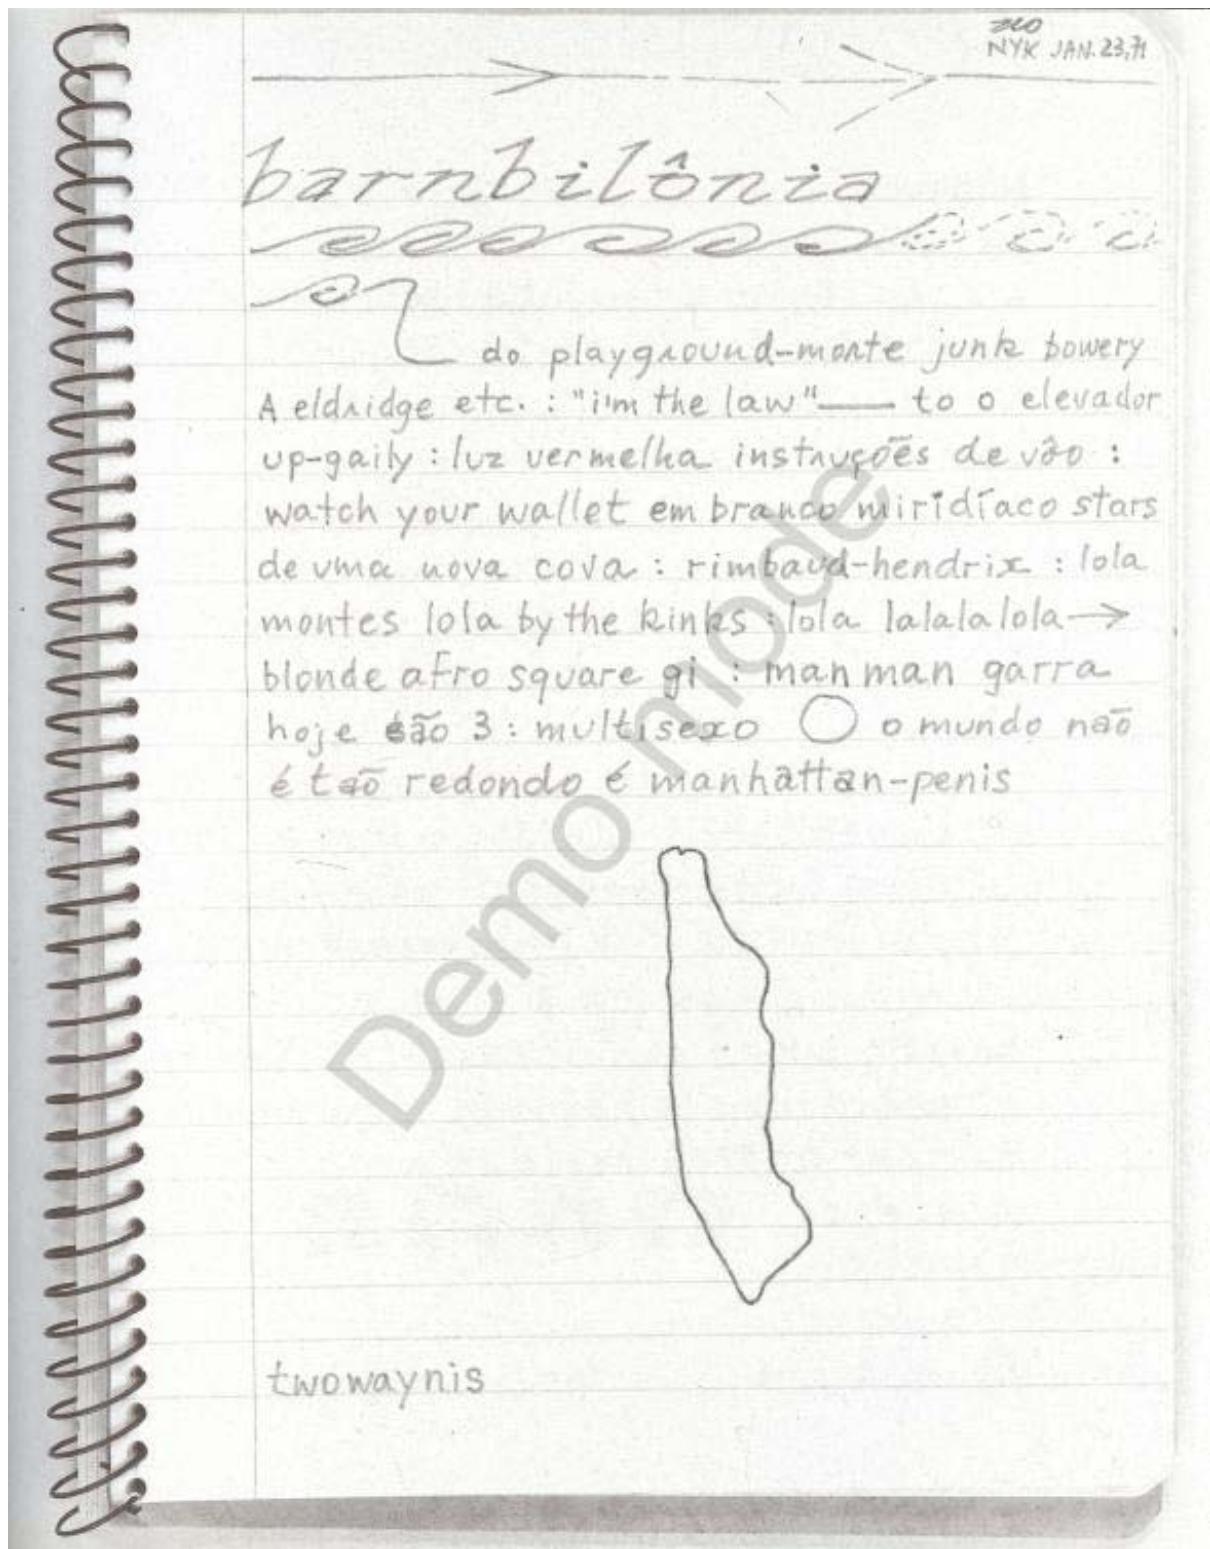 NYK JAN. 23, 71
barnbilônia
do playground-monte junk bowery
A eldridge etc. : "i'm the law" — to o elevador
up-gaily : luz vermelha instruções de vôo :
watch your wallet em branco miridíaco stars
de uma nova cova : rimbaud-hendrix : lola
montes lola by the kinks : lola lalalalola →
blonde afro square gi : man man garra
hoje são 3 : multisexo ◯ o mundo não
é tão redondo é manhattan-penis
Demo mode
twowaynis